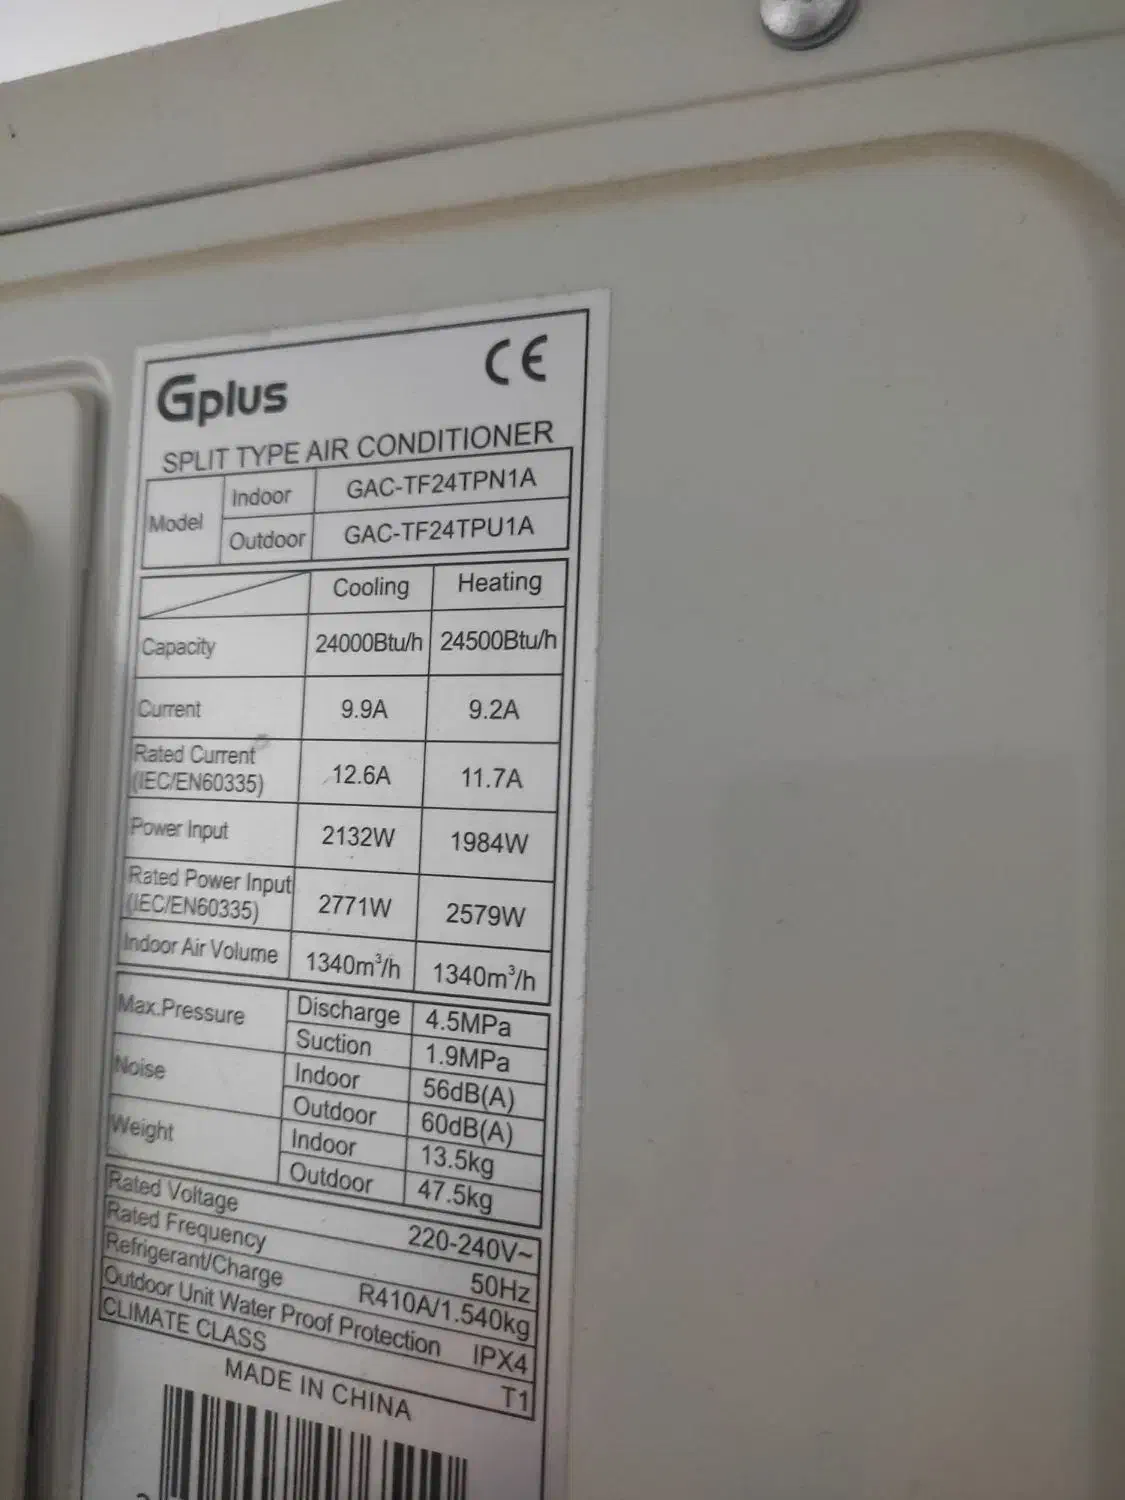 Gplus
CE
SPLIT TYPE AIR CONDITIONER
Model Indoor GAC-TF24TPN1A
Outdoor GAC-TF24TPU1A
Cooling Heating
Capacity 24000Btu/h 24500Btu/h
Current 9.9A 9.2A
Rated Current
(IEC/EN60335) 12.6A 11.7A
Power Input 2132W 1984W
Rated Power Input
(IEC/EN60335) 2771W 2579W
Indoor Air Volume 1340m³/h 1340m³/h
Max.Pressure Discharge 4.5MPa
Suction 1.9MPa
Noise Indoor 56dB(A)
Outdoor 60dB(A)
Weight Indoor 13.5kg
Outdoor 47.5kg
Rated Voltage 220-240V~
Rated Frequency 50Hz
Refrigerant/Charge R410A/1.540kg
Outdoor Unit Water Proof Protection IPX4
CLIMATE CLASS T1
MADE IN CHINA